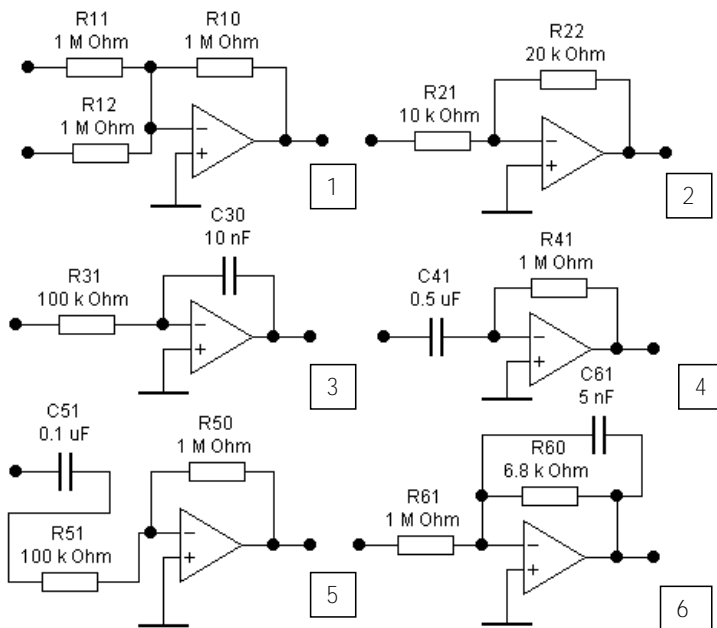 R11
1 M Ohm
R10
1 M Ohm
R12
1 M Ohm
−
+
1
R22
20 k Ohm
R21
10 k Ohm
−
+
2
C30
10 nF
R31
100 k Ohm
−
+
3
R41
1 M Ohm
C41
0.5 uF
−
+
4
C51
0.1 uF
R50
1 M Ohm
R51
100 k Ohm
−
+
5
C61
5 nF
R60
6.8 k Ohm
R61
1 M Ohm
−
+
6